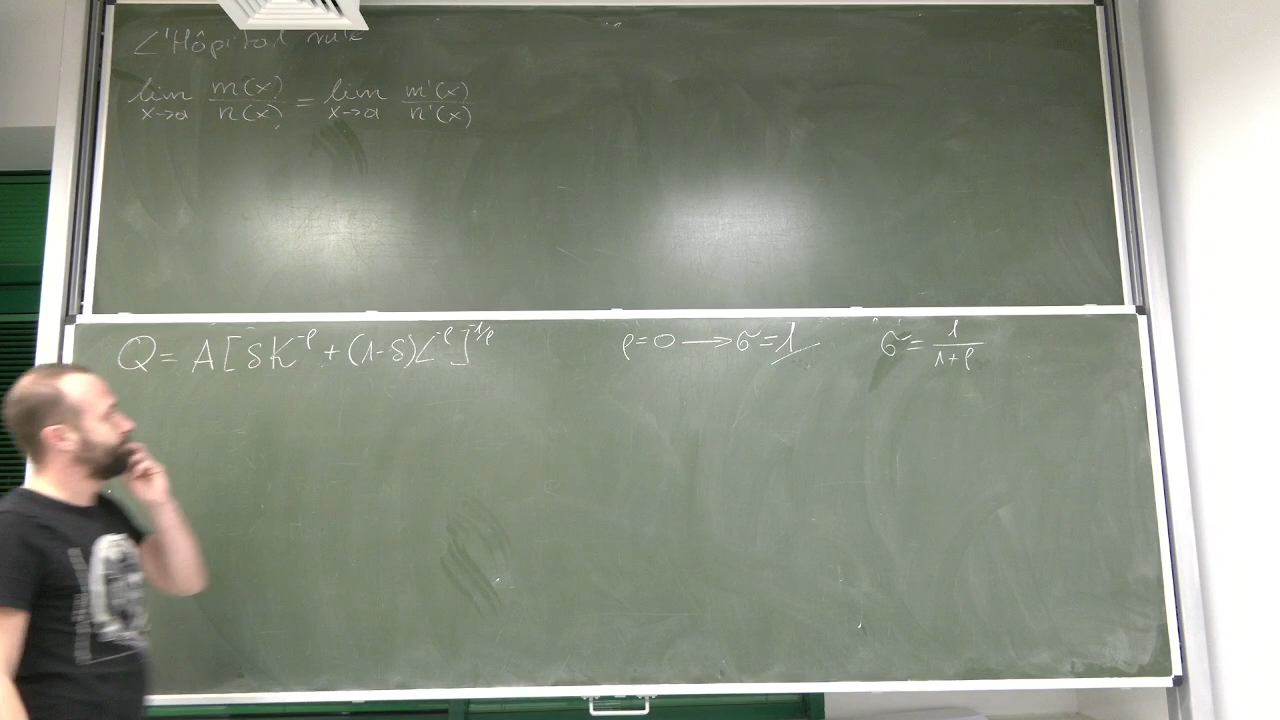 L'Hôpital rule
lim x→a m(x)/n(x) = lim x→a m'(x)/n'(x)
Q = A[δK^-ρ + (1-δ)L^-ρ]^-1/ρ
ρ=0 → σ=1
σ = 1/(1+ρ)